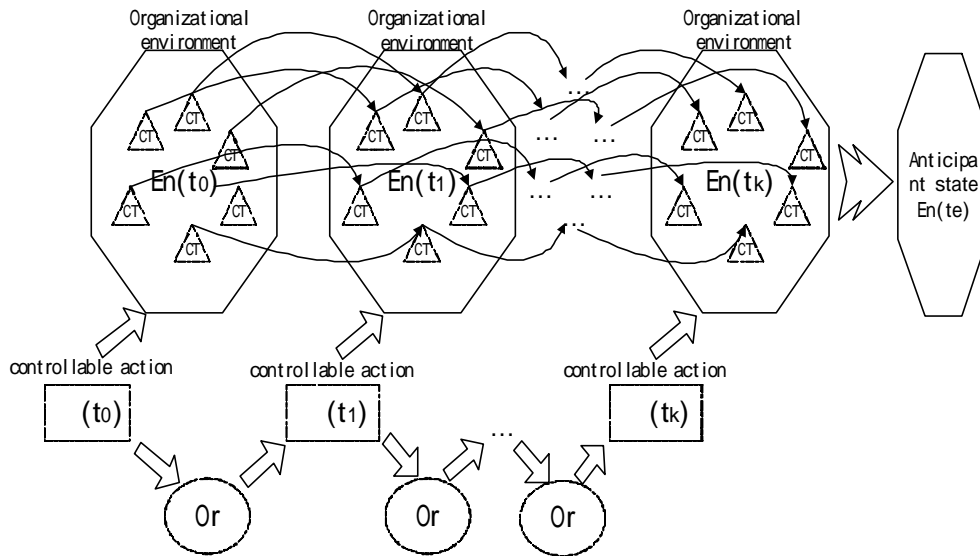 Organizational
environment
Organizational
environment
Organizational
environment
CT
CT
CT
CT
CT
CT
En(t0)
CT
CT
CT
CT
CT
CT
En(t1)
...
...
...
...
...
...
CT
CT
CT
CT
CT
CT
En(tk)
Anticipa
nt state
En(te)
controllable action
(t0)
controllable action
(t1)
...
controllable action
(tk)
Or
Or
Or